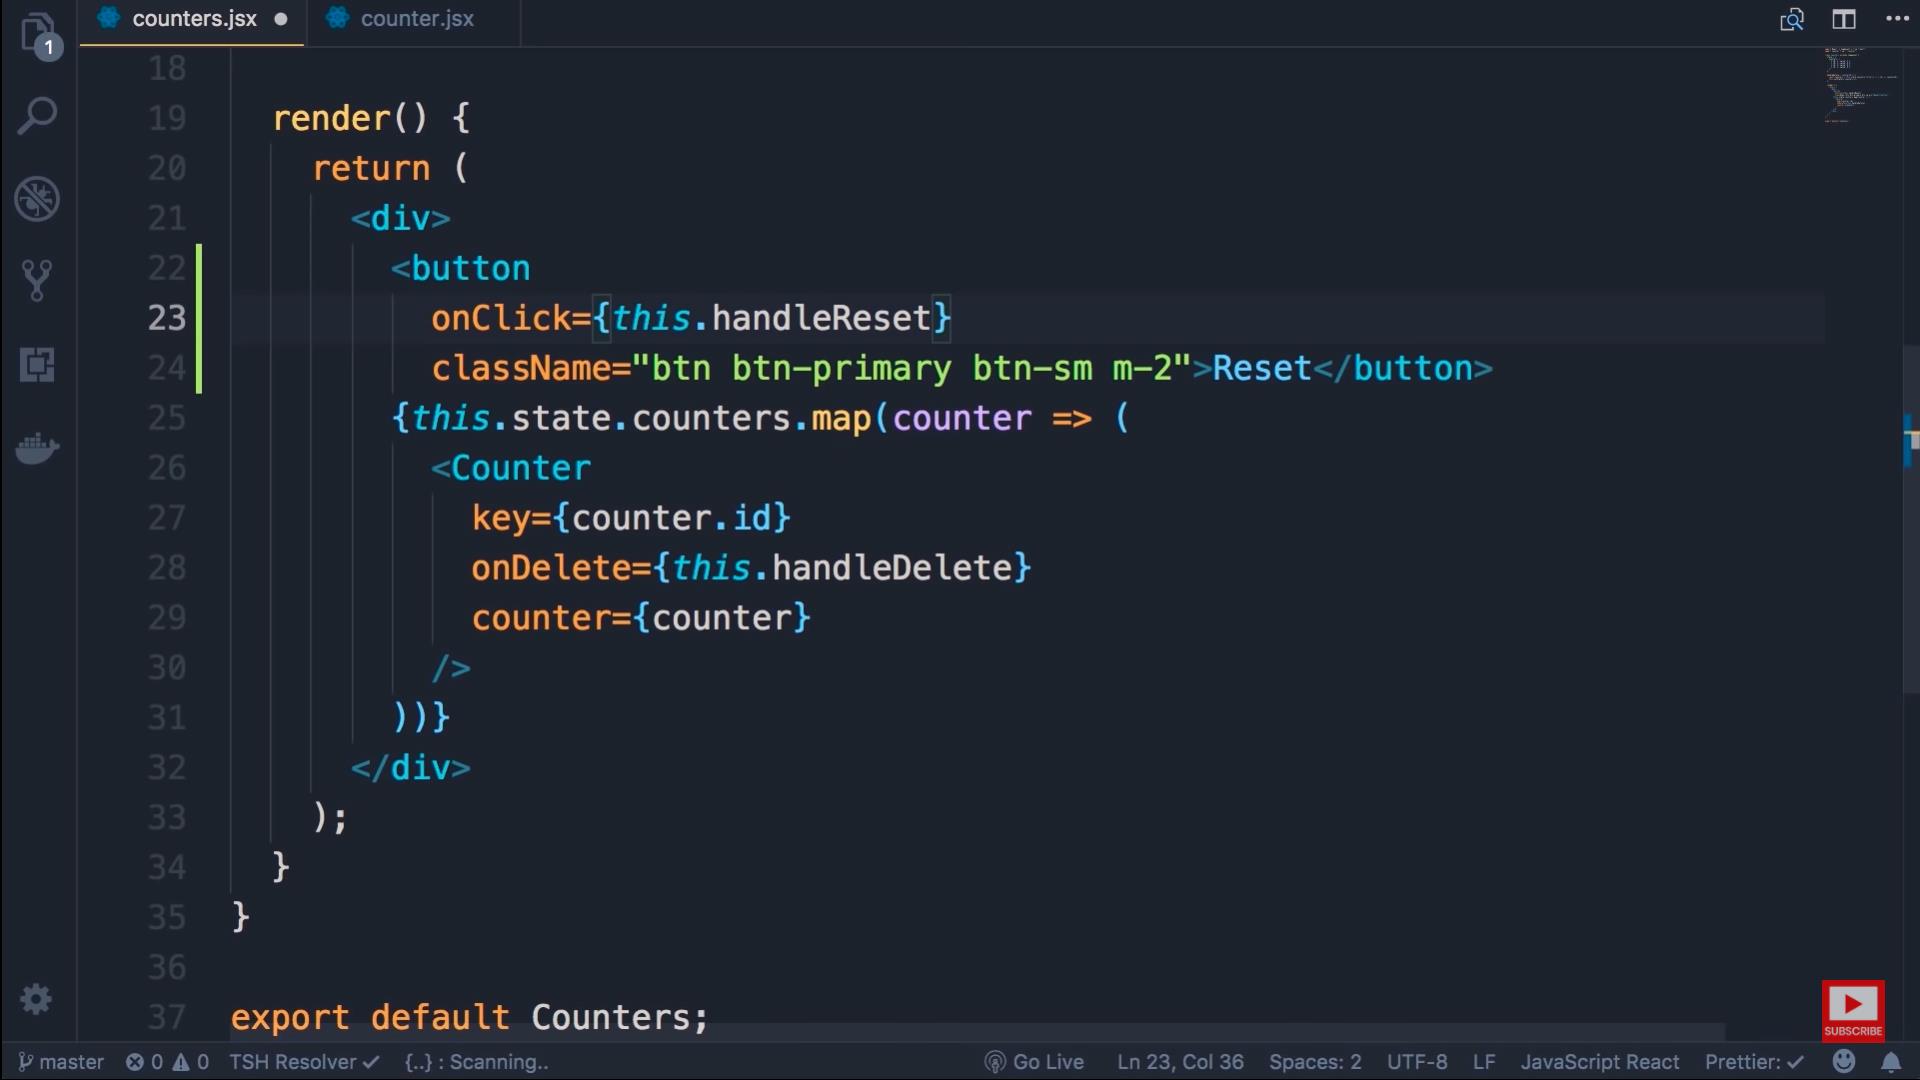 counters.jsx
counter.jsx
1
18
19 render() {
20 return (
21 <div>
22 <button
23 onClick={this.handleReset}
24 className="btn btn-primary btn-sm m-2">Reset</button>
25 {this.state.counters.map(counter => (
26 <Counter
27 key={counter.id}
28 onDelete={this.handleDelete}
29 counter={counter}
30 />
31 ))}
32 </div>
33 );
34 }
35 }
36
37 export default Counters;
SUBSCRIBE
master 0 0 TSH Resolver ✓ {..} : Scanning.. Go Live Ln 23, Col 36 Spaces: 2 UTF-8 LF JavaScript React Prettier: ✓